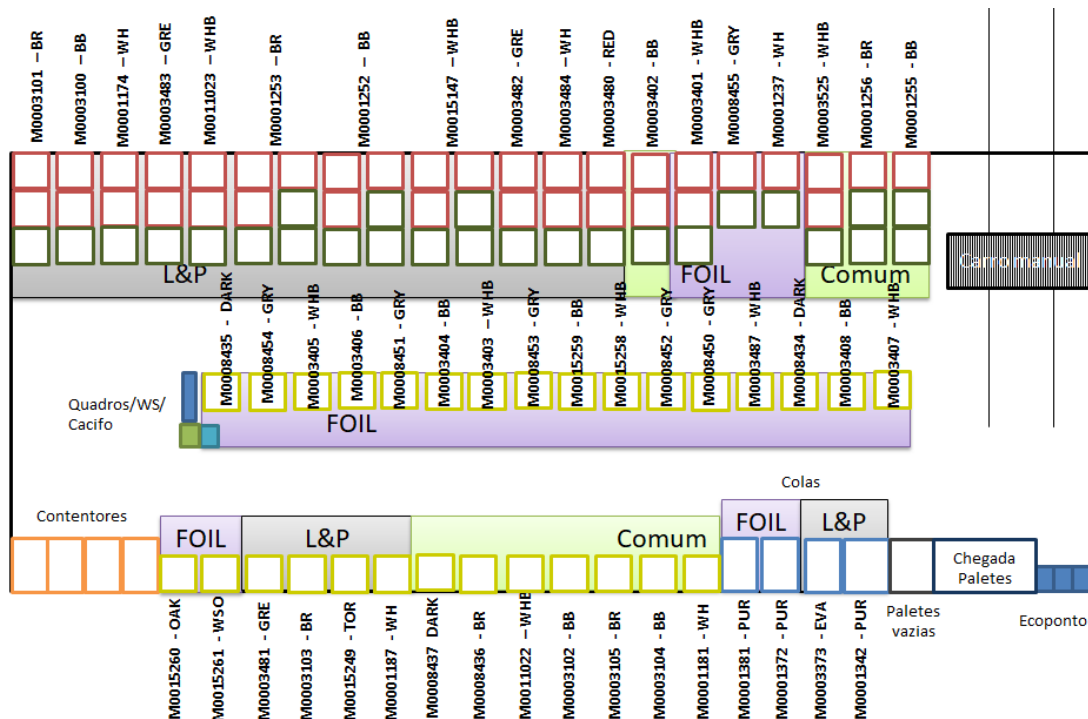 M0003101 – BR
M0003100 – BB
M0001174 – WH
M0003483 – GRE
M0011023 – WHB
M0001253 – BR
M0001252 – BB
M0015147 – WHB
M0003482 - GRE
M0003484 – WH
M0003480 - RED
M0003402 - BB
M0003401 - WHB
M0008455 - GRY
M0001237 - WH
M0003525 - WHB
M0001256 - BR
M0001255 - BB
L&P
FOIL
Comum
Carro manual
M0008435 - DARK
M0008454 - GRY
M0003405 - WHB
M0003406 - BB
M0008451 - GRY
M0003404 - BB
M0003403 – WHB
M0008453 - GRY
M0015259 - BB
M0015258 - WHB
M0008452 - GRY
M0008450 - GRY
M0003487 - WHB
M0008434 - DARK
M0003408 - BB
M0003407 - WHB
Quadros/WS/
Cacifo
FOIL
Colas
Contentores
FOIL
L&P
Comum
FOIL
L&P
Chegada
Paletes
Paletes
vazias
Ecoponto
M0015260 - OAK
M0015261 - WSO
M0003481 - GRE
M0003103 - BR
M0015249 - TOR
M0001187 - WH
M0008437 DARK
M0008436 - BR
M0011022 – WHB
M0003102 - BB
M0003105 - BR
M0003104 - BB
M0001181 - WH
M0001381 - PUR
M0001372 - PUR
M0003373 - EVA
M0001342 - PUR